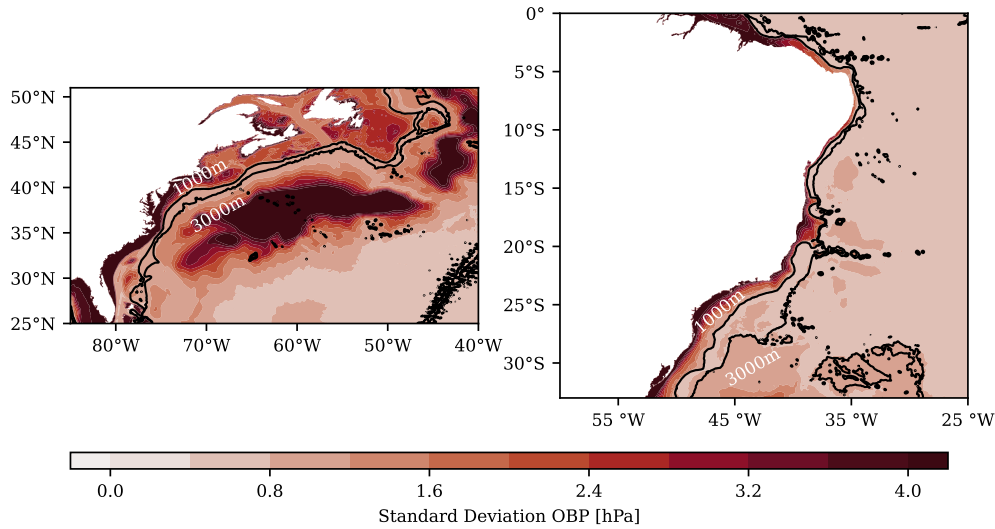 0°
5°S
10°S
15°S
20°S
25°S
30°S
55 °W
45 °W
35 °W
25 °W
1000m
3000m
50°N
45°N
40°N
35°N
30°N
25°N
80°W
70°W
60°W
50°W
40°W
1000m
3000m
0.0
0.8
1.6
2.4
3.2
4.0
Standard Deviation OBP [hPa]